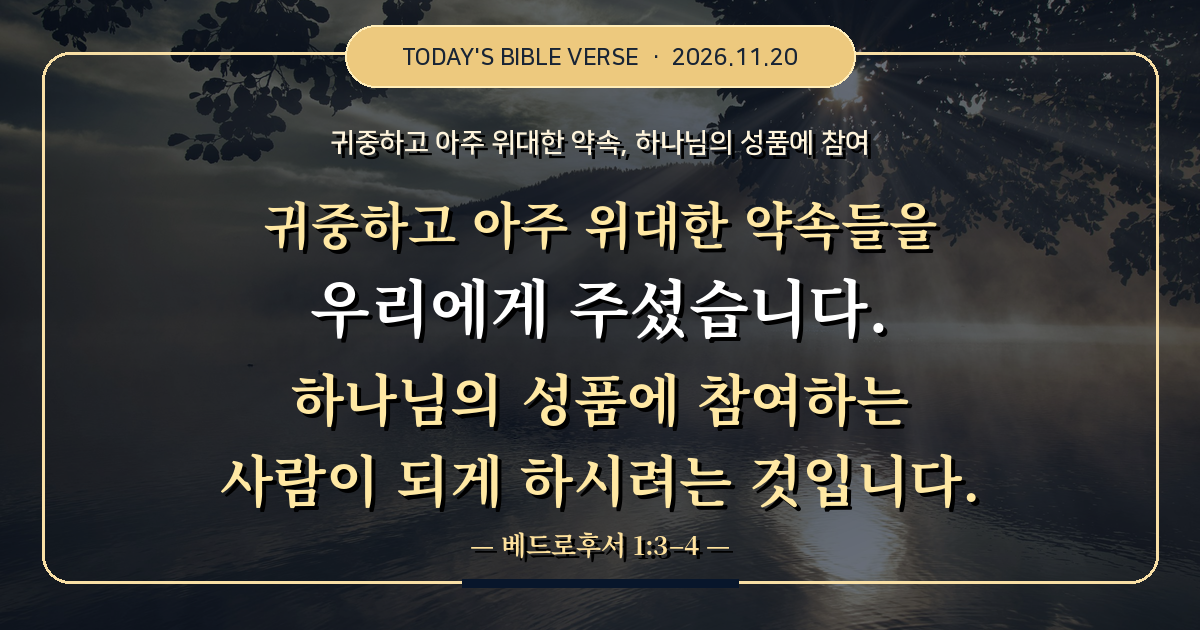 TODAY'S BIBLE VERSE · 2026.11.20
귀중하고 아주 위대한 약속, 하나님의 성품에 참여
귀중하고 아주 위대한 약속들을
우리에게 주셨습니다.
하나님의 성품에 참여하는
사람이 되게 하시려는 것입니다.
— 베드로후서 1:3–4 —